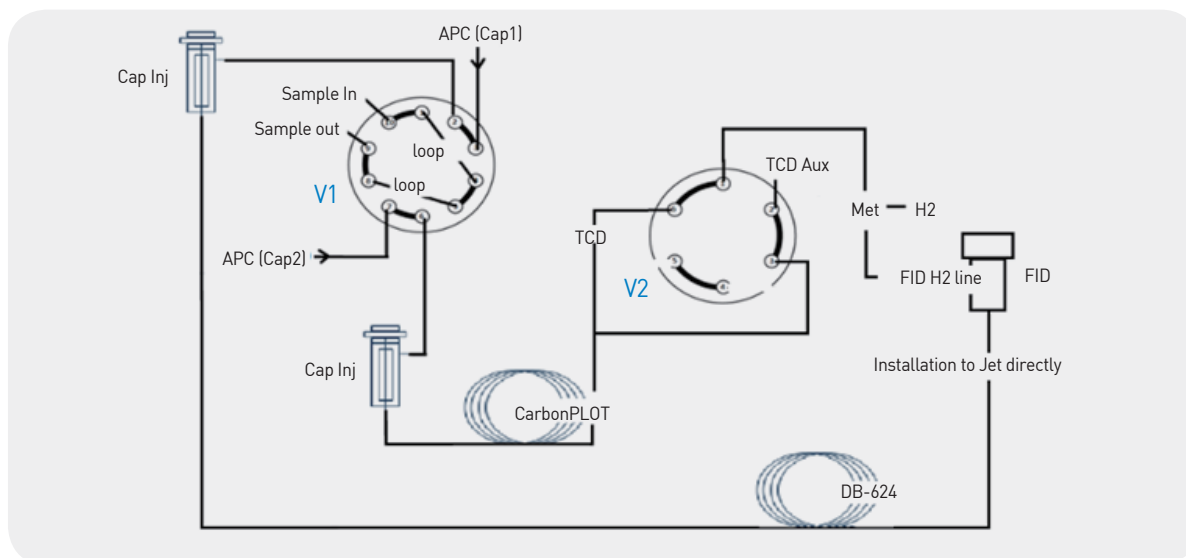 APC (Cap1)
Cap Inj
Sample In
Sample out
loop
loop
V1
APC (Cap2)
TCD Aux
TCD
Met
H2
V2
FID H2 line
FID
Cap Inj
Installation to Jet directly
CarbonPLOT
DB-624